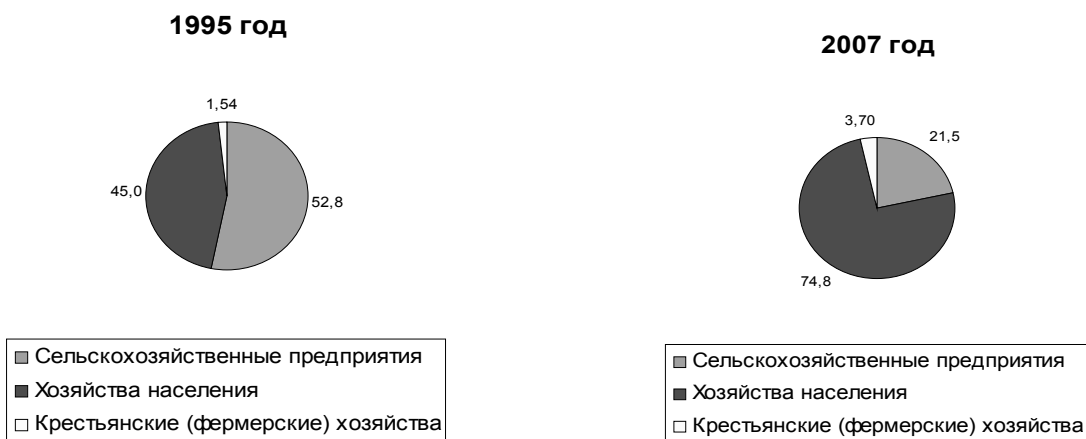 1995 год
1,54
45,0
52,8
Сельскохозяйственные предприятия
Хозяйства населения
Крестьянские (фермерские) хозяйства
2007 год
3,70
21,5
74,8
Сельскохозяйственные предприятия
Хозяйства населения
Крестьянские (фермерские) хозяйства